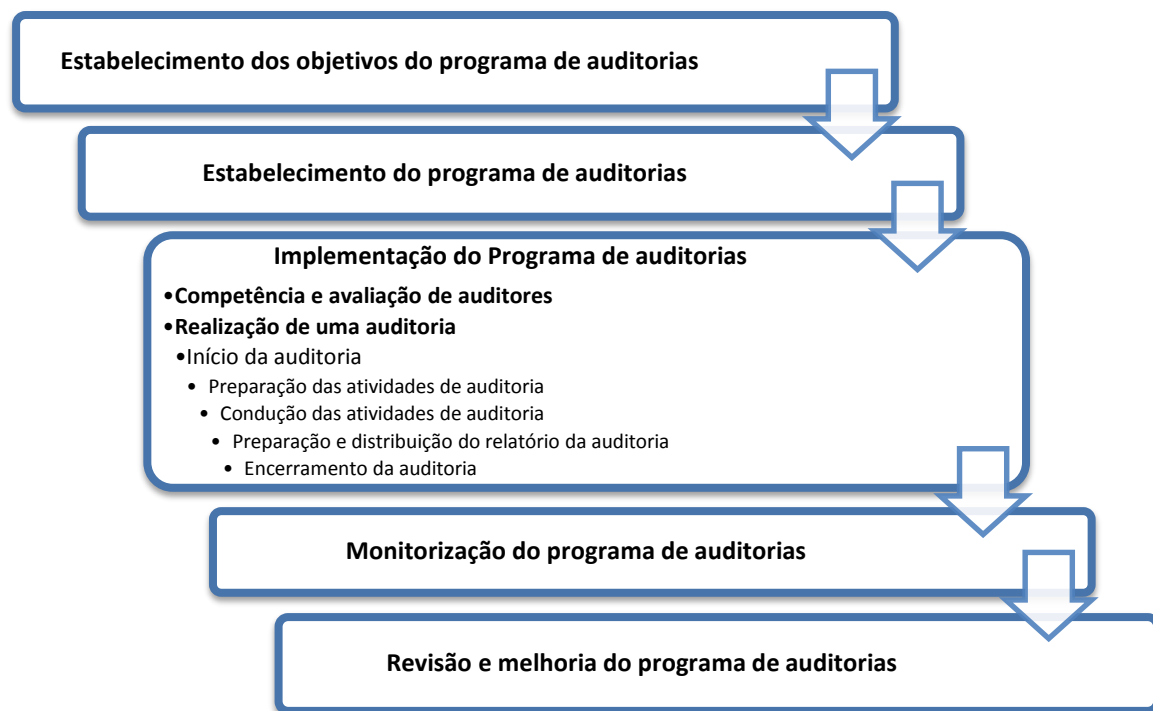 Estabelecimento dos objetivos do programa de auditorias
Estabelecimento do programa de auditorias
Implementação do Programa de auditorias
•Competência e avaliação de auditores
•Realização de uma auditoria
•Início da auditoria
• Preparação das atividades de auditoria
• Condução das atividades de auditoria
• Preparação e distribuição do relatório da auditoria
• Encerramento da auditoria
Monitorização do programa de auditorias
Revisão e melhoria do programa de auditorias